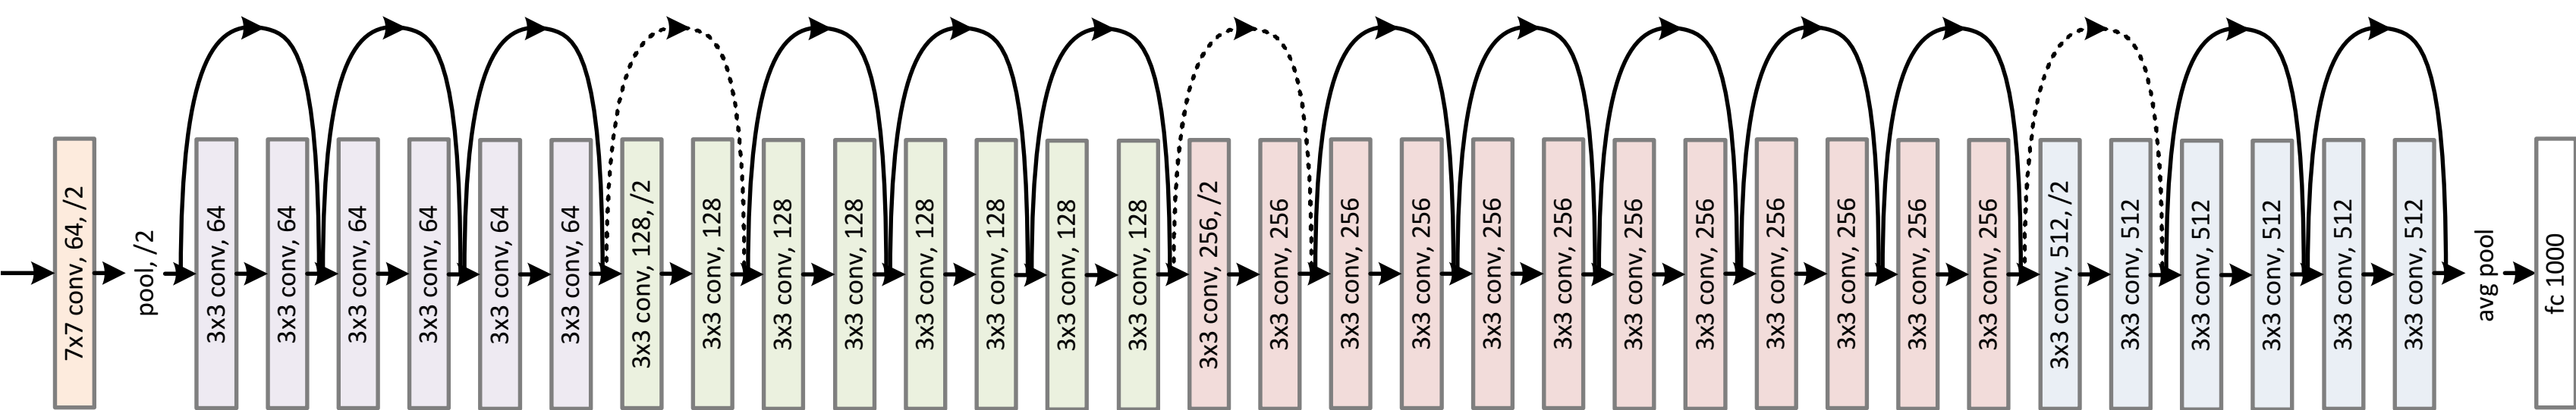 7x7 conv, 64, /2
pool, /2
3x3 conv, 64
3x3 conv, 64
3x3 conv, 64
3x3 conv, 64
3x3 conv, 64
3x3 conv, 64
3x3 conv, 128, /2
3x3 conv, 128
3x3 conv, 128
3x3 conv, 128
3x3 conv, 128
3x3 conv, 128
3x3 conv, 128
3x3 conv, 128
3x3 conv, 256, /2
3x3 conv, 256
3x3 conv, 256
3x3 conv, 256
3x3 conv, 256
3x3 conv, 256
3x3 conv, 256
3x3 conv, 256
3x3 conv, 256
3x3 conv, 256
3x3 conv, 256
3x3 conv, 256
3x3 conv, 512, /2
3x3 conv, 512
3x3 conv, 512
3x3 conv, 512
3x3 conv, 512
3x3 conv, 512
avg pool
fc 1000